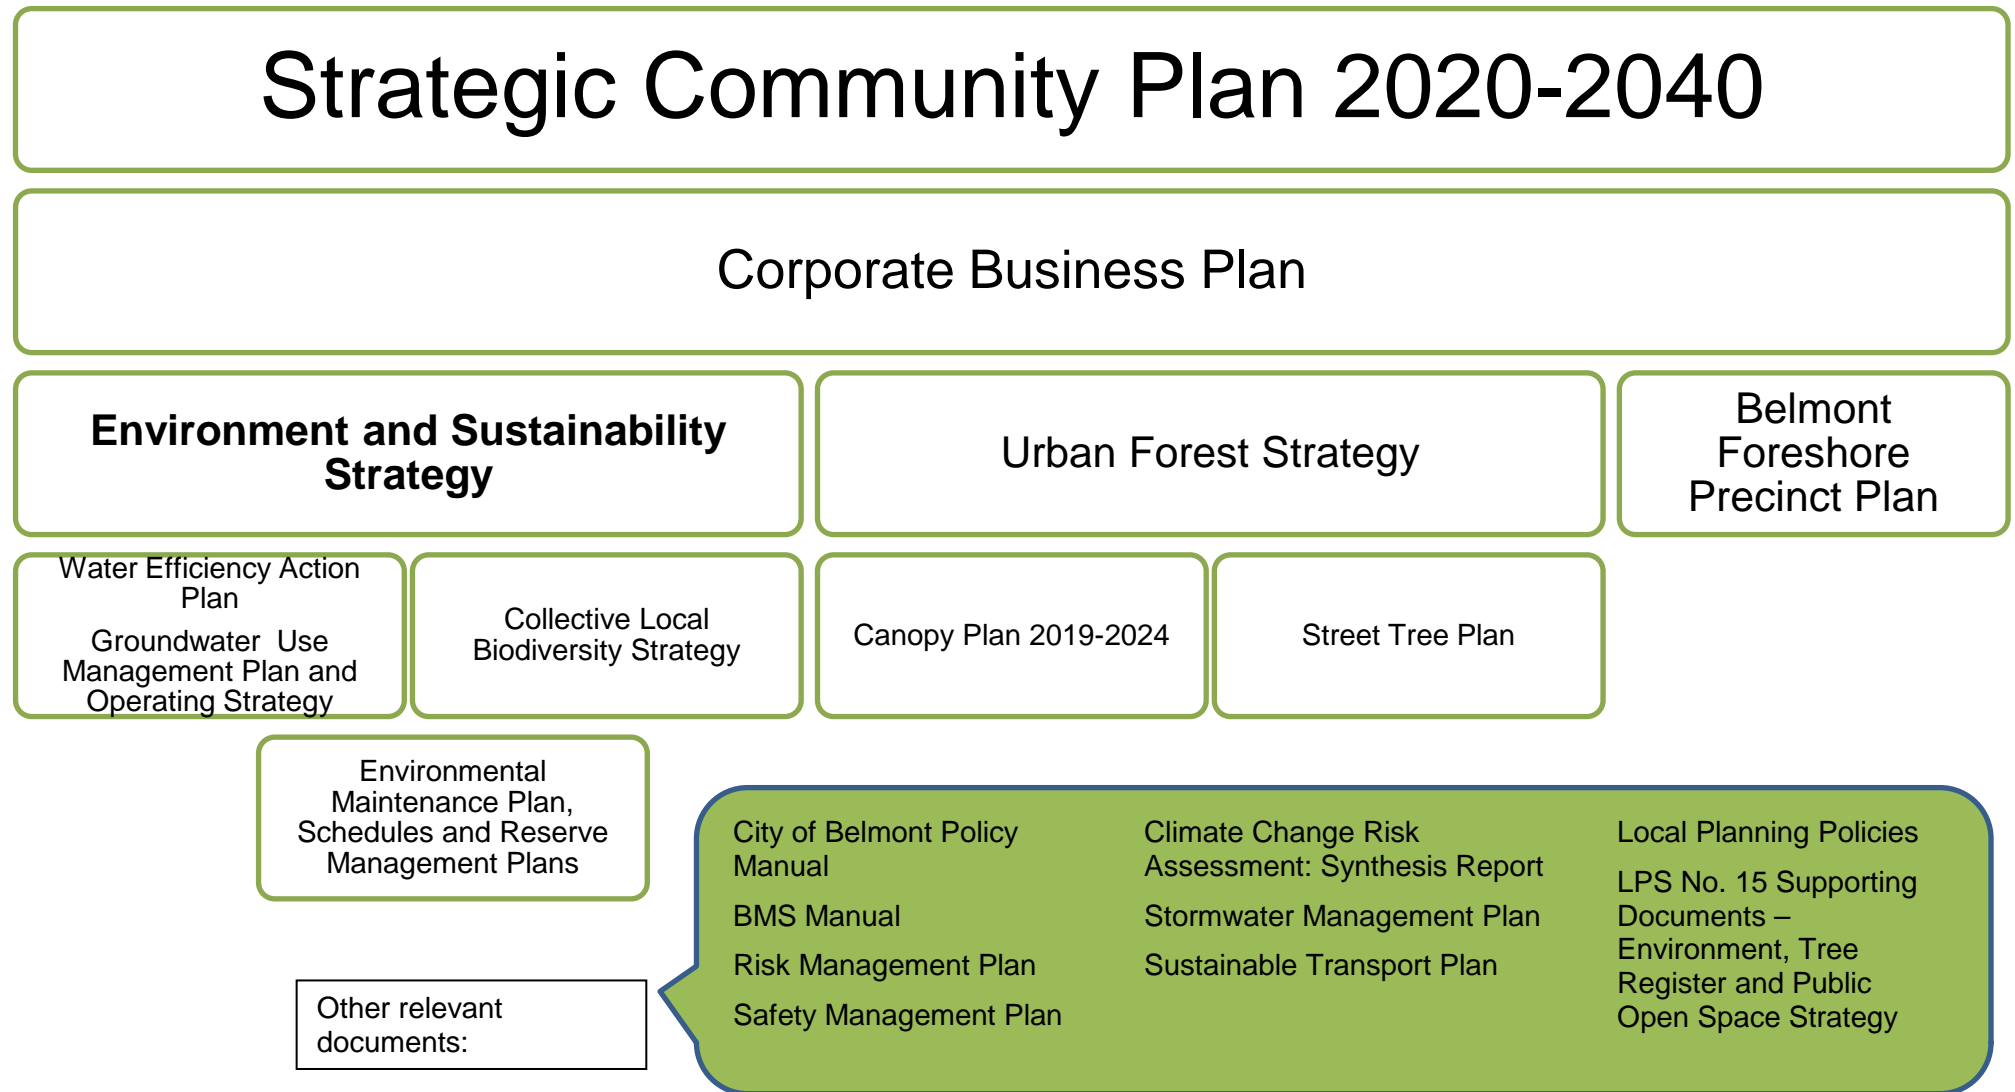 Strategic Community Plan 2020-2040
Corporate Business Plan
Environment and Sustainability
Strategy
Urban Forest Strategy
Belmont
Foreshore
Precinct Plan
Water Efficiency Action
Plan
Groundwater Use
Management Plan and
Operating Strategy
Collective Local
Biodiversity Strategy
Canopy Plan 2019-2024
Street Tree Plan
Environmental
Maintenance Plan,
Schedules and Reserve
Management Plans
Other relevant
documents:
City of Belmont Policy
Manual
BMS Manual
Risk Management Plan
Safety Management Plan
Climate Change Risk
Assessment: Synthesis Report
Stormwater Management Plan
Sustainable Transport Plan
Local Planning Policies
LPS No. 15 Supporting
Documents –
Environment, Tree
Register and Public
Open Space Strategy